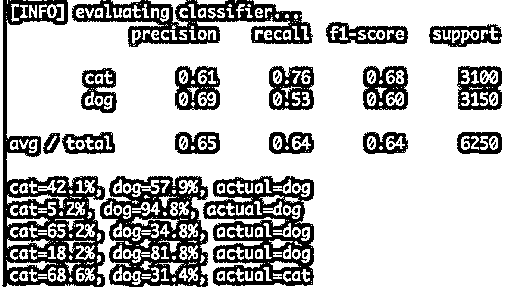 [INFO] evaluating classifier...
precision recall f1-score support
cat 0.61 0.76 0.68 3100
dog 0.69 0.53 0.60 3150
avg / total 0.65 0.64 0.64 6250
cat=42.1%, dog=57.9%, actual=dog
cat=5.2%, dog=94.8%, actual=dog
cat=65.2%, dog=34.8%, actual=dog
cat=18.2%, dog=81.8%, actual=dog
cat=68.6%, dog=31.4%, actual=cat